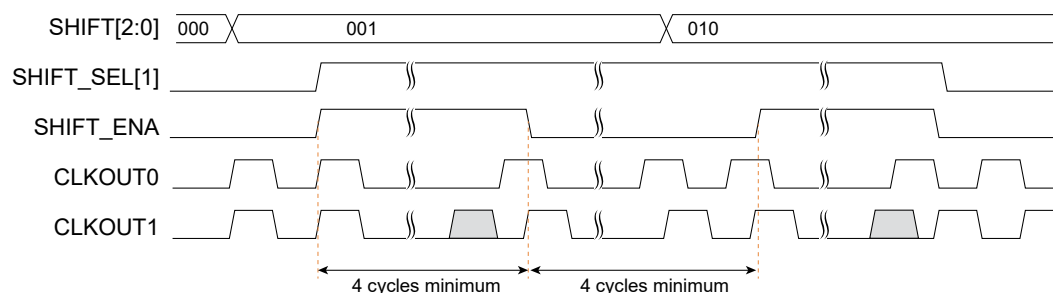 SHIFT[2:0] 000 001 010
SHIFT_SEL[1]
SHIFT_ENA
CLKOUT0
CLKOUT1
4 cycles minimum 4 cycles minimum